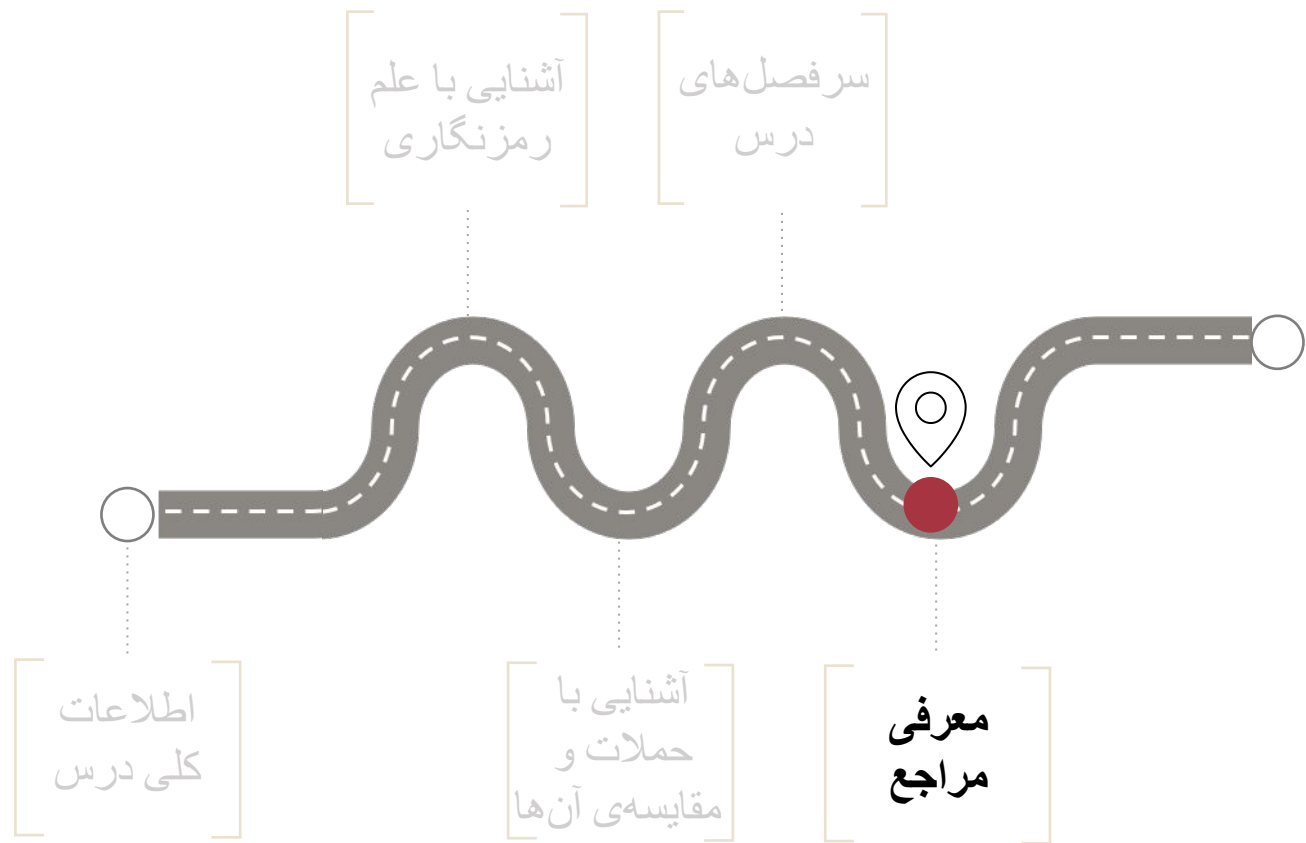 آشنایی با علم
رمزنگاری
سرفصل‌های
درس
اطلاعات
کلی درس
آشنایی با
حملات و
مقایسه‌ی آن‌ها
معرفی
مراجع